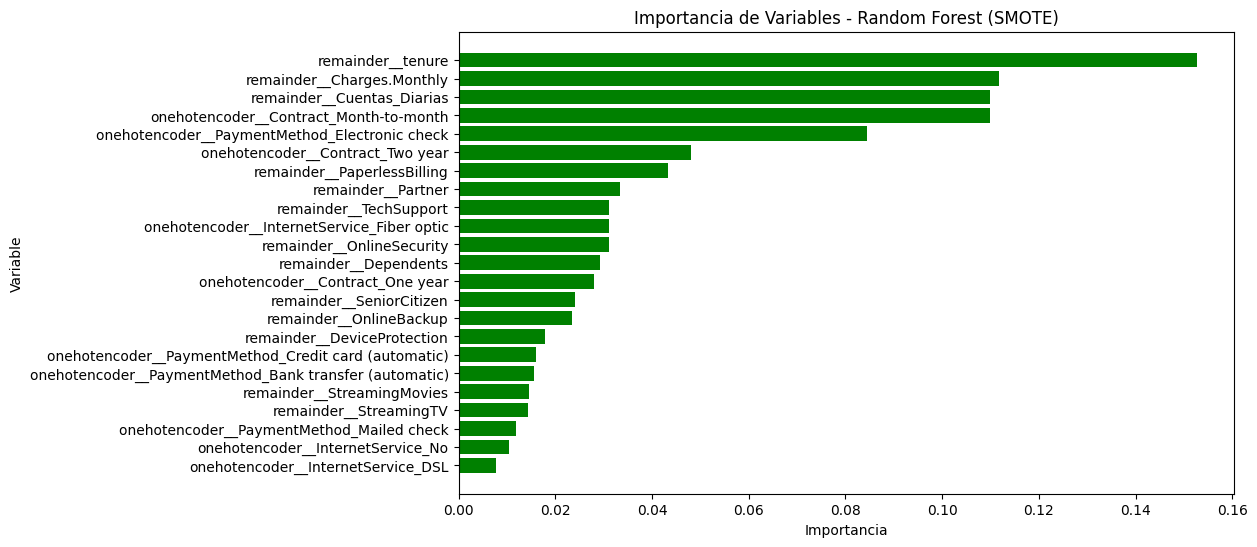 Importancia de Variables - Random Forest (SMOTE)
Variable
remainder__tenure
remainder__Charges.Monthly
remainder__Cuentas_Diarias
onehotencoder__Contract_Month-to-month
onehotencoder__PaymentMethod_Electronic check
onehotencoder__Contract_Two year
remainder__PaperlessBilling
remainder__Partner
remainder__TechSupport
onehotencoder__InternetService_Fiber optic
remainder__OnlineSecurity
remainder__Dependents
onehotencoder__Contract_One year
remainder__SeniorCitizen
remainder__OnlineBackup
remainder__DeviceProtection
onehotencoder__PaymentMethod_Credit card (automatic)
onehotencoder__PaymentMethod_Bank transfer (automatic)
remainder__StreamingMovies
remainder__StreamingTV
onehotencoder__PaymentMethod_Mailed check
onehotencoder__InternetService_No
onehotencoder__InternetService_DSL
0.00 0.02 0.04 0.06 0.08 0.10 0.12 0.14 0.16
Importancia